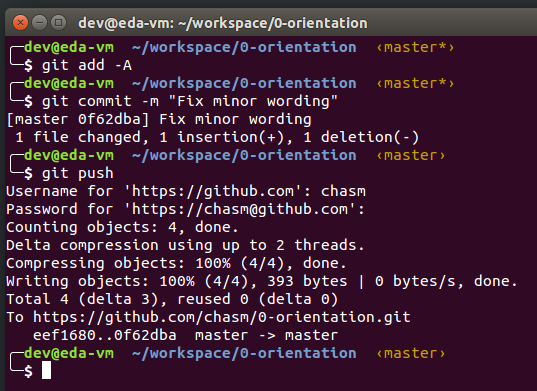 dev@eda-vm: ~/workspace/0-orientation
dev@eda-vm ~/workspace/0-orientation ‹master*›
$ git add -A
dev@eda-vm ~/workspace/0-orientation ‹master*›
$ git commit -m "Fix minor wording"
[master 0f62dba] Fix minor wording
 1 file changed, 1 insertion(+), 1 deletion(-)
dev@eda-vm ~/workspace/0-orientation ‹master›
$ git push
Username for 'https://github.com': chasm
Password for 'https://chasm@github.com':
Counting objects: 4, done.
Delta compression using up to 2 threads.
Compressing objects: 100% (4/4), done.
Writing objects: 100% (4/4), 393 bytes | 0 bytes/s, done.
Total 4 (delta 3), reused 0 (delta 0)
To https://github.com/chasm/0-orientation.git
   eef1680..0f62dba  master -> master
dev@eda-vm ~/workspace/0-orientation ‹master›
$